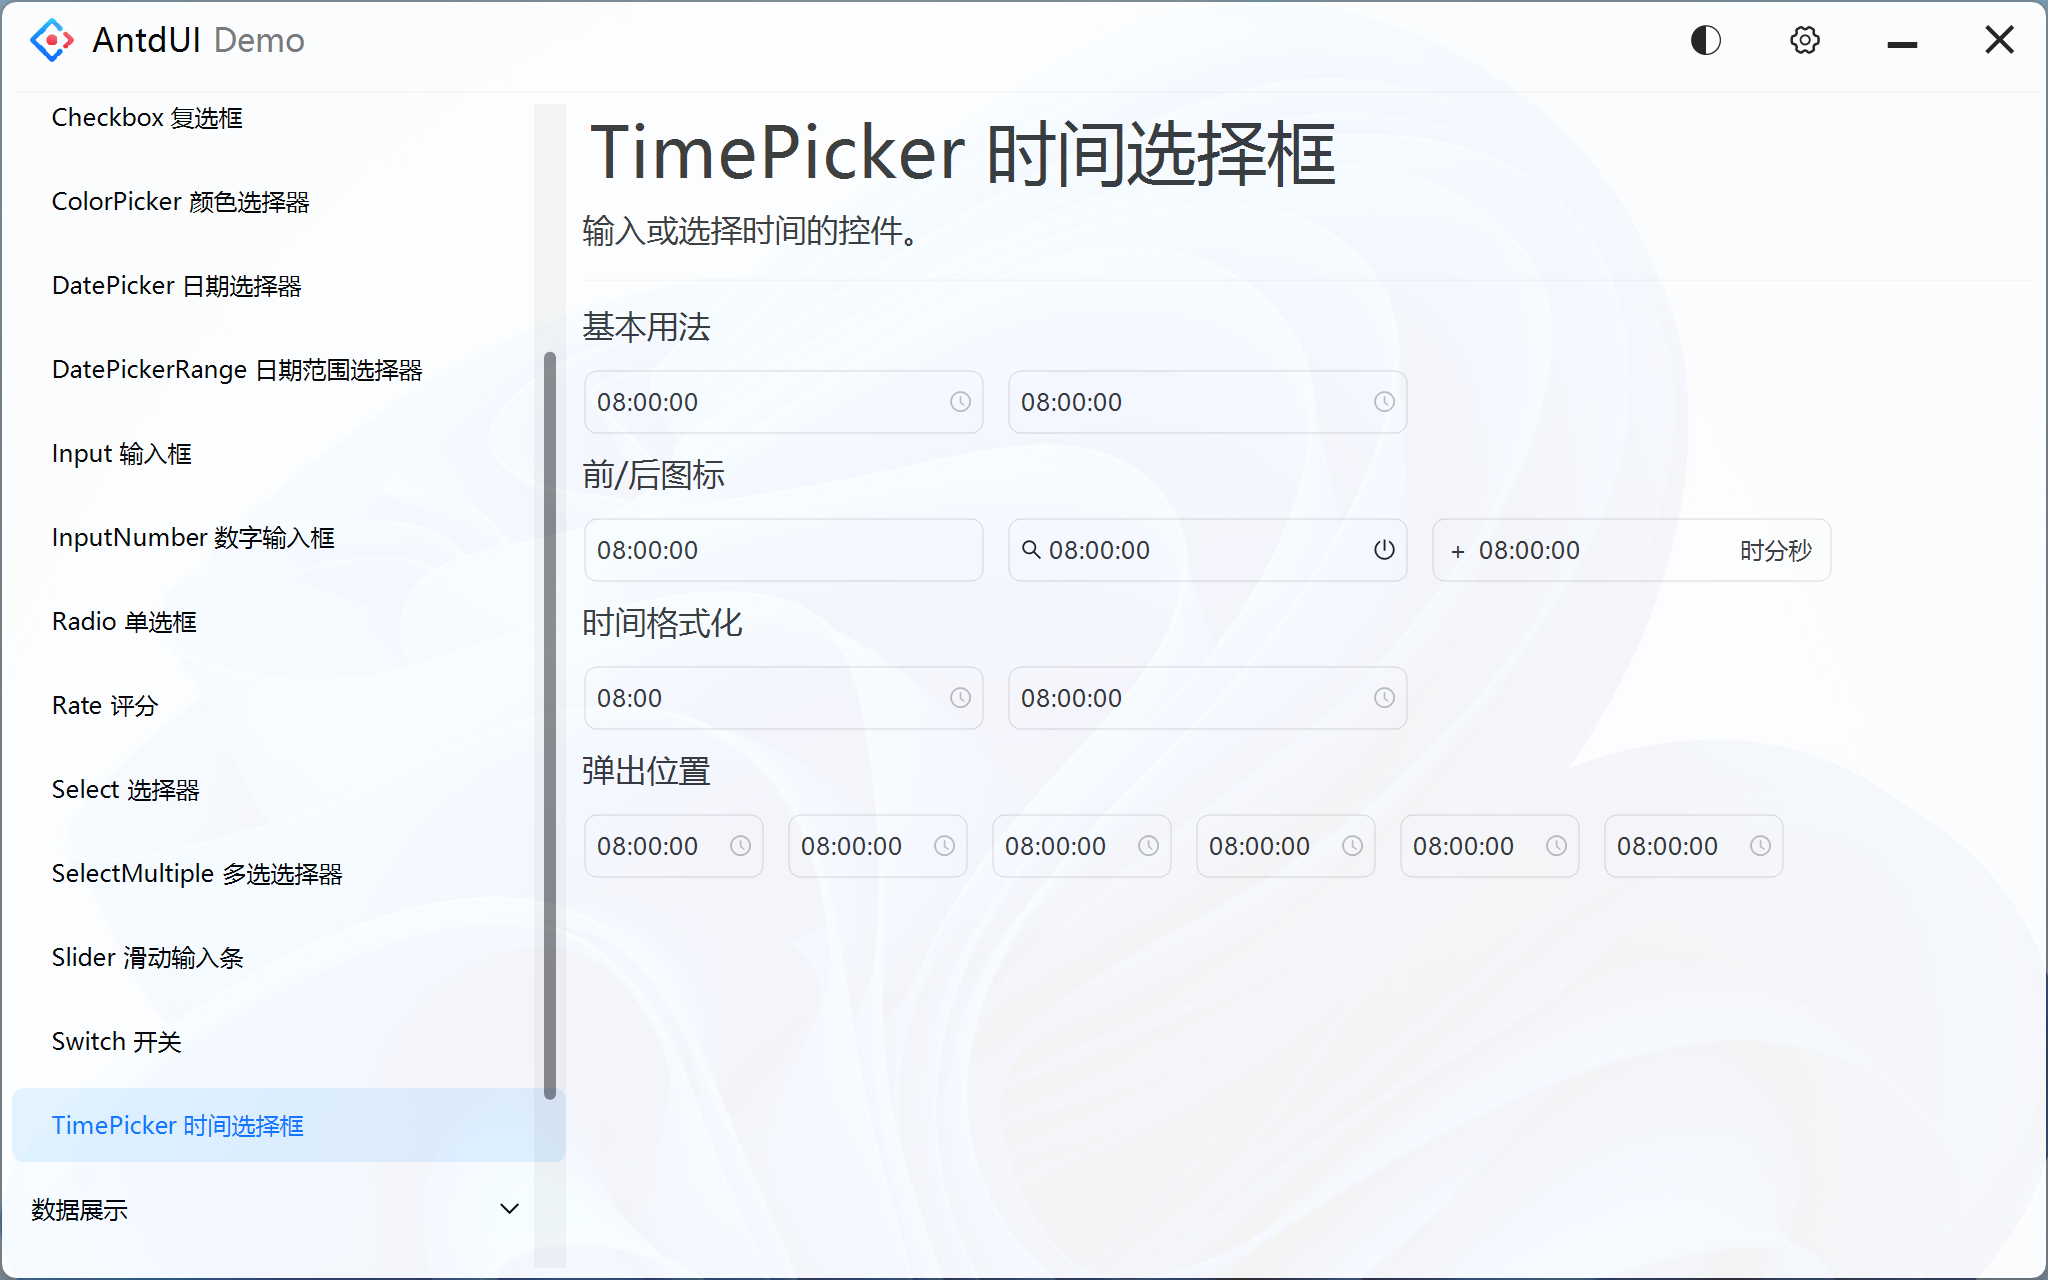 AntdUI Demo
Checkbox 复选框
ColorPicker 颜色选择器
DatePicker 日期选择器
DatePickerRange 日期范围选择器
Input 输入框
InputNumber 数字输入框
Radio 单选框
Rate 评分
Select 选择器
SelectMultiple 多选选择器
Slider 滑动输入条
Switch 开关
TimePicker 时间选择框
数据展示
TimePicker 时间选择框
输入或选择时间的控件。
基本用法
08:00:00 08:00:00
前/后图标
08:00:00 08:00:00 + 08:00:00 时分秒
时间格式化
08:00 08:00:00
弹出位置
08:00:00 08:00:00 08:00:00 08:00:00 08:00:00 08:00:00